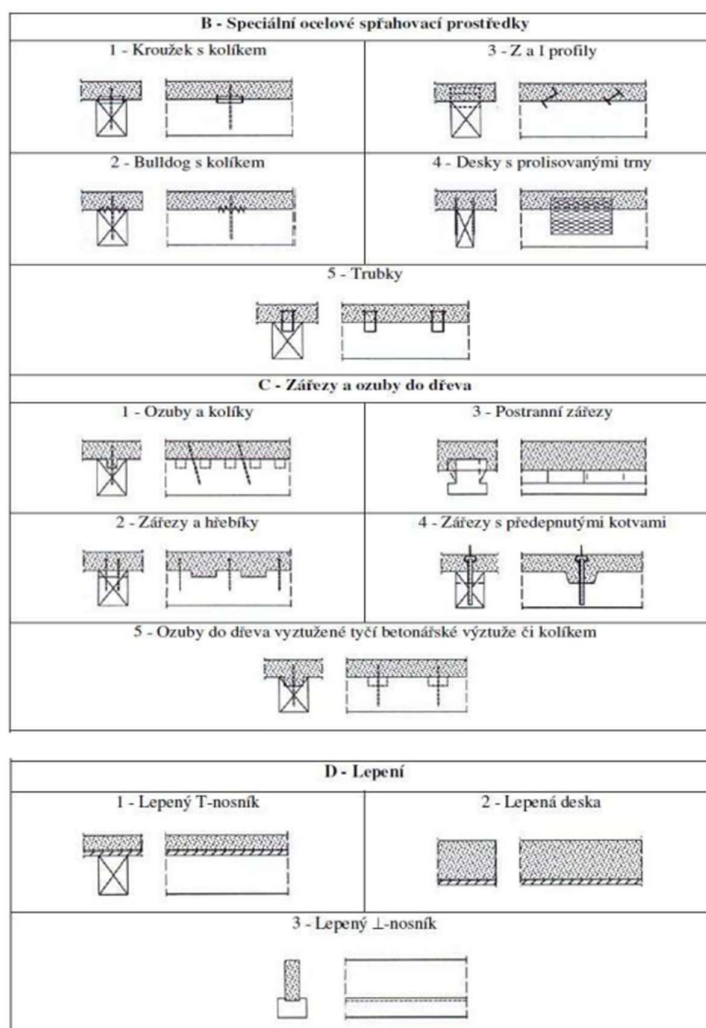 B - Speciální ocelové spřahovací prostředky
1 - Kroužek s kolíkem
3 - Z a I profily
2 - Bulldog s kolíkem
4 - Desky s prolisovanými trny
5 - Trubky
C - Zářezy a ozuby do dřeva
1 - Ozuby a kolíky
3 - Postranní zářezy
2 - Zářezy a hřebíky
4 - Zářezy s předepnutými kotvami
5 - Ozuby do dřeva vyztužené tyčí betonářské výztuže či kolíkem
D - Lepení
1 - Lepený T-nosník
2 - Lepená deska
3 - Lepený ⊥-nosník